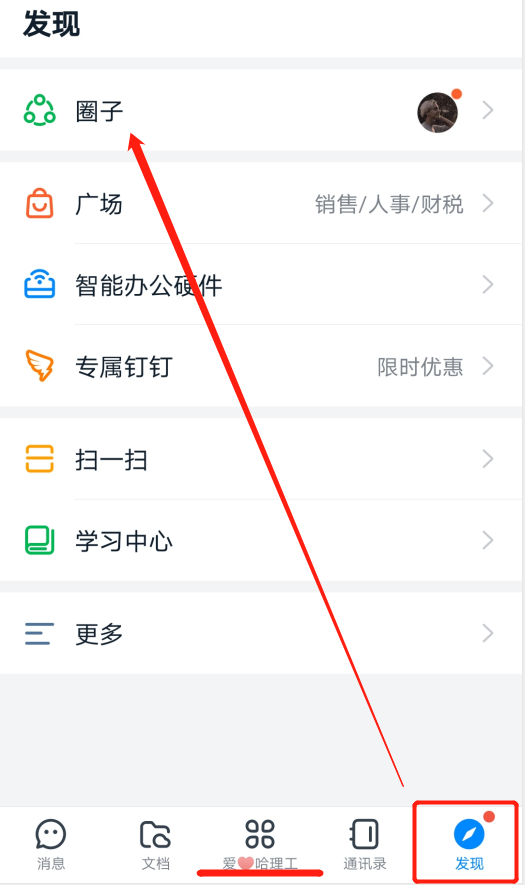 发现
圈子
广场 销售/人事/财税
智能办公硬件
专属钉钉 限时优惠
扫一扫
学习中心
更多
消息 文档 爱❤️哈理工 通讯录 发现